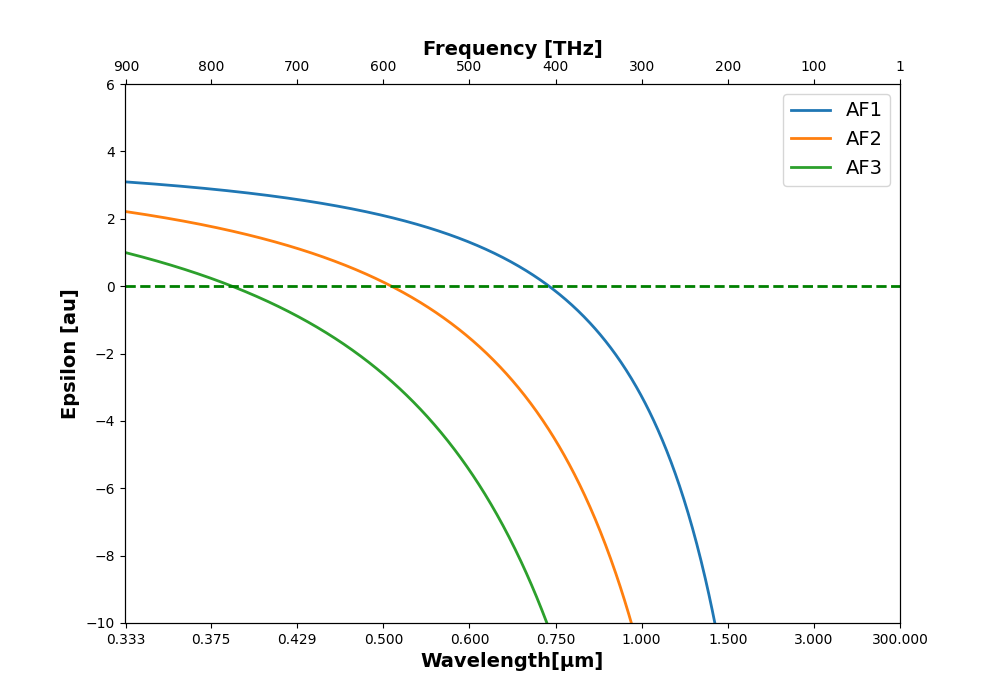 Frequency [THz]
900 800 700 600 500 400 300 200 100 1
6
4
2
0
−2
−4
−6
−8
−10
Epsilon [au]
AF1
AF2
AF3
0.333 0.375 0.429 0.500 0.600 0.750 1.000 1.500 3.000 300.000
Wavelength[μm]